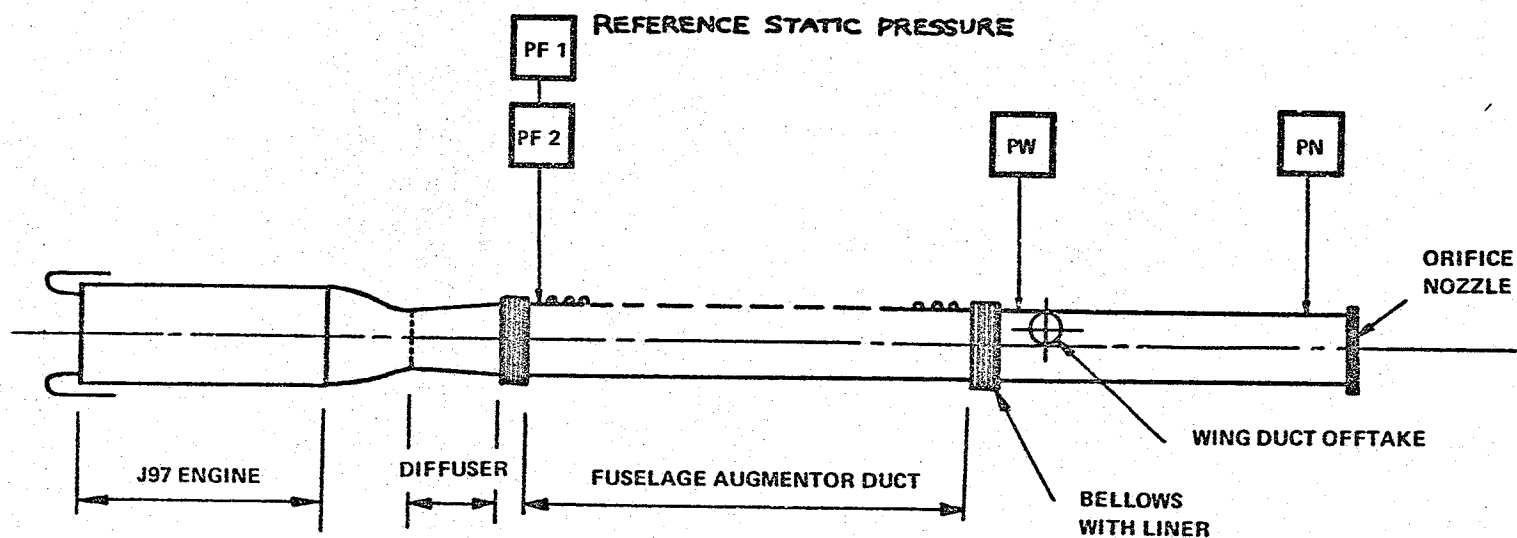 PF 1
REFERENCE STATIC PRESSURE
PF 2
PW
PN
ORIFICE
NOZZLE
WING DUCT OFFTAKE
J97 ENGINE
DIFFUSER
FUSELAGE AUGMENTOR DUCT
BELLOWS
WITH LINER